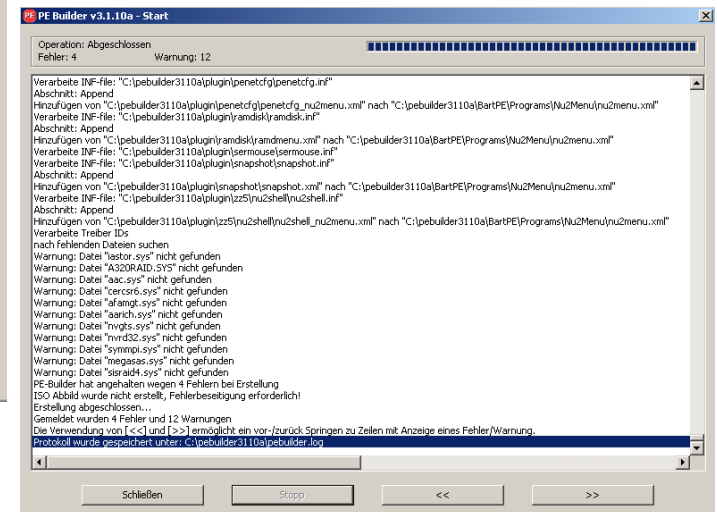 PE PE Builder v3.1.10a - Start
Operation: Abgeschlossen
Fehler: 4 Warnung: 12
Verarbeite INF-file: "C:\pebuilder3110a\plugin\penetcfg\penetcfg.inf"
Abschnitt: Append
Hinzufügen von "C:\pebuilder3110a\plugin\penetcfg\penetcfg_nu2menu.xml" nach "C:\pebuilder3110a\BartPE\Programs\Nu2Menu\nu2menu.xml"
Verarbeite INF-file: "C:\pebuilder3110a\plugin\ramdisk\ramdisk.inf"
Abschnitt: Append
Hinzufügen von "C:\pebuilder3110a\plugin\ramdisk\ramdmenu.xml" nach "C:\pebuilder3110a\BartPE\Programs\Nu2Menu\nu2menu.xml"
Verarbeite INF-file: "C:\pebuilder3110a\plugin\sermouse\sermouse.inf"
Verarbeite INF-file: "C:\pebuilder3110a\plugin\snapshot\snapshot.inf"
Abschnitt: Append
Hinzufügen von "C:\pebuilder3110a\plugin\snapshot\snapshot.xml" nach "C:\pebuilder3110a\BartPE\Programs\Nu2Menu\nu2menu.xml"
Verarbeite INF-file: "C:\pebuilder3110a\plugin\zz5\nu2shell\nu2shell.inf"
Abschnitt: Append
Hinzufügen von "C:\pebuilder3110a\plugin\zz5\nu2shell\nu2shell_nu2menu.xml" nach "C:\pebuilder3110a\BartPE\Programs\Nu2Menu\nu2menu.xml"
Verarbeite Treiber IDs
nach fehlenden Dateien suchen
Warnung: Datei "iastor.sys" nicht gefunden
Warnung: Datei "A320RAID.SYS" nicht gefunden
Warnung: Datei "aac.sys" nicht gefunden
Warnung: Datei "cercsr6.sys" nicht gefunden
Warnung: Datei "afamgt.sys" nicht gefunden
Warnung: Datei "aarich.sys" nicht gefunden
Warnung: Datei "nvgts.sys" nicht gefunden
Warnung: Datei "nvrd32.sys" nicht gefunden
Warnung: Datei "symmpi.sys" nicht gefunden
Warnung: Datei "megasas.sys" nicht gefunden
Warnung: Datei "sisraid4.sys" nicht gefunden
PE-Builder hat angehalten wegen 4 Fehlern bei Erstellung
ISO Abbild wurde nicht erstellt, Fehlerbeseitigung erforderlich!
Erstellung abgeschlossen...
Gemeldet wurden 4 Fehler und 12 Warnungen
Die Verwendung von [<<] und [>>] ermöglicht ein vor-/zurück Springen zu Zeilen mit Anzeige eines Fehler/Warnung.
Protokoll wurde gespeichert unter: C:\pebuilder3110a\pebuilder.log
Schließen Stopp << >>